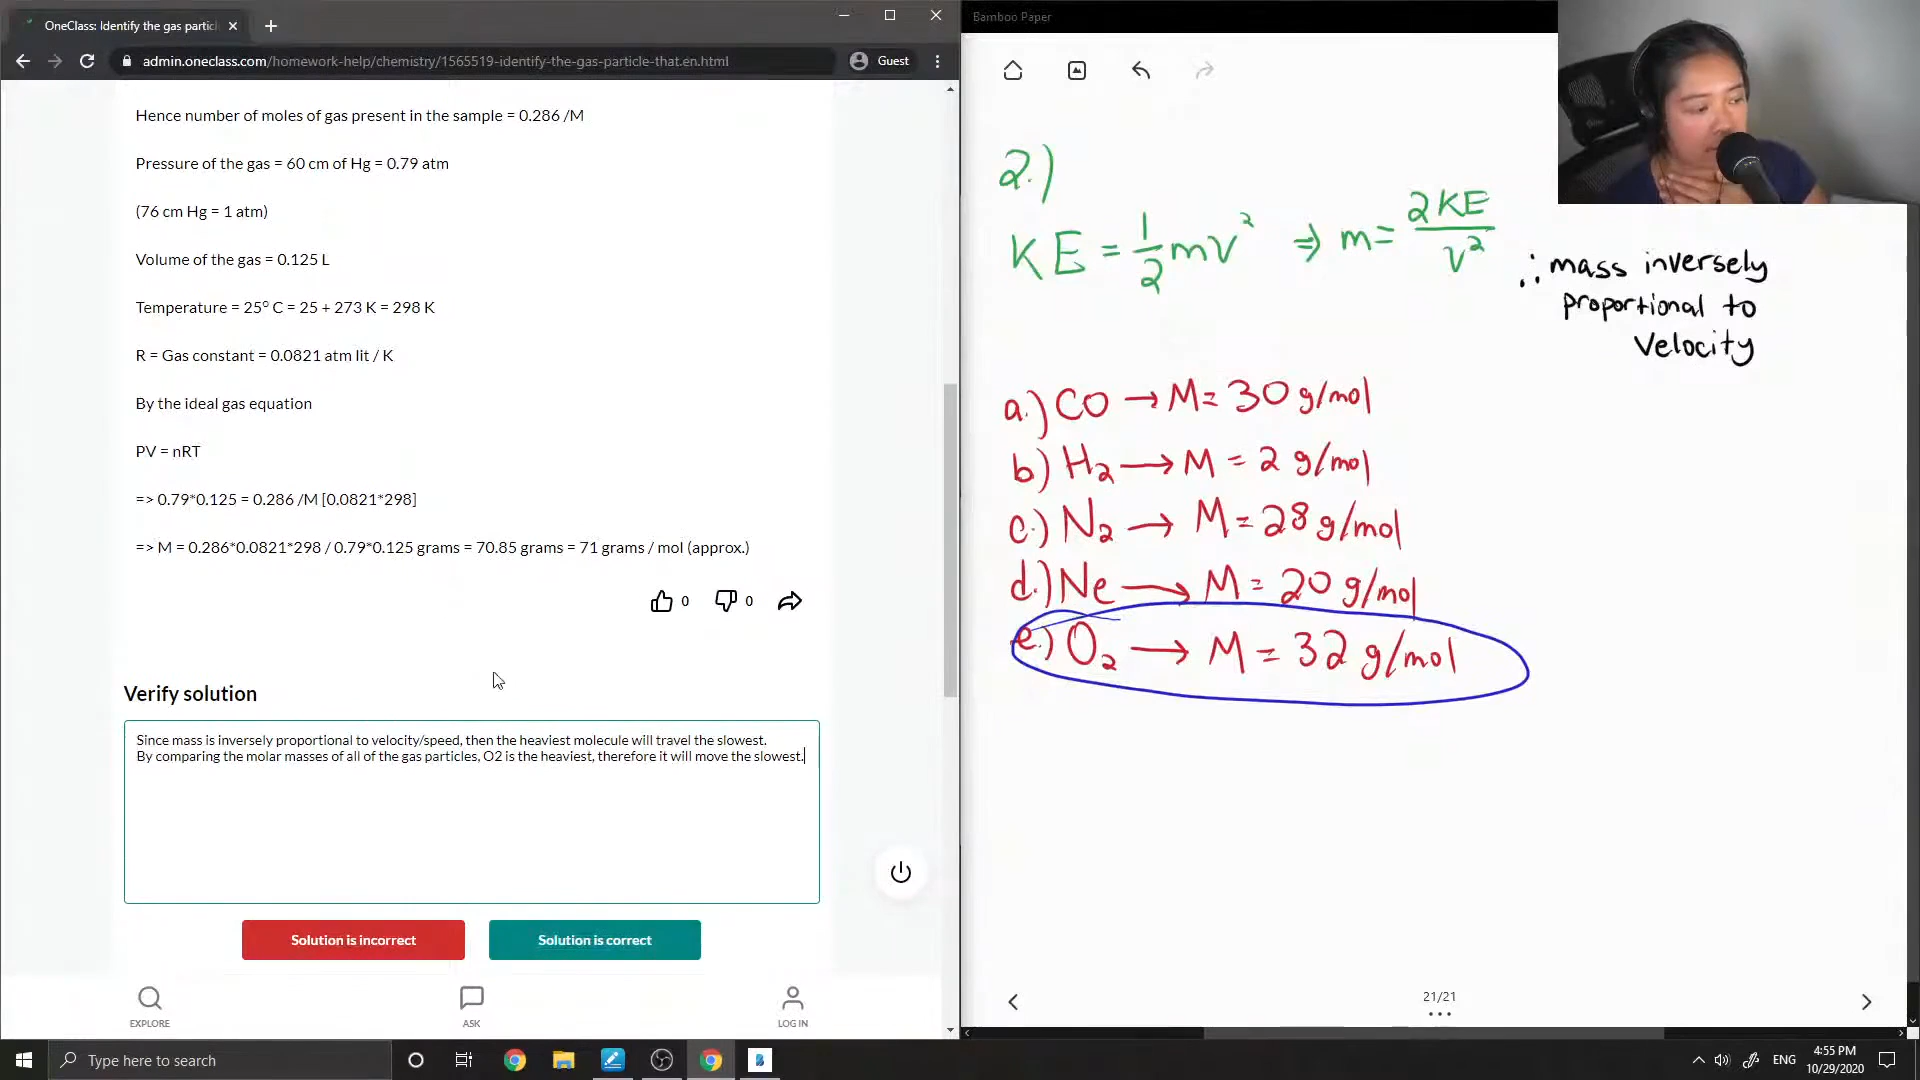 OneClass: Identify the gas partic
admin.oneclass.com/homework-help/chemistry/1565519-identify-the-gas-particle-that.en.html
Guest
Hence number of moles of gas present in the sample = 0.286 /M
Pressure of the gas = 60 cm of Hg = 0.79 atm
(76 cm Hg = 1 atm)
Volume of the gas = 0.125 L
Temperature = 25° C = 25 + 273 K = 298 K
R = Gas constant = 0.0821 atm lit / K
By the ideal gas equation
PV = nRT
=> 0.79*0.125 = 0.286 /M [0.0821*298]
=> M = 0.286*0.0821*298 / 0.79*0.125 grams = 70.85 grams = 71 grams / mol (approx.)
0
0
Verify solution
Since mass is inversely proportional to velocity/speed, then the heaviest molecule will travel the slowest.
By comparing the molar masses of all of the gas particles, O2 is the heaviest, therefore it will move the slowest.
Solution is incorrect
Solution is correct
EXPLORE
ASK
LOG IN
Bamboo Paper
2.)
KE = 1/2 mv² ⇒ m = 2KE/v²
∴ mass inversely
proportional to
velocity
a.) CO → M = 30 g/mol
b.) H₂ → M = 2 g/mol
c.) N₂ → M = 28 g/mol
d.) Ne → M = 20 g/mol
e.) O₂ → M = 32 g/mol
21/21
Type here to search
ENG
4:55 PM
10/29/2020